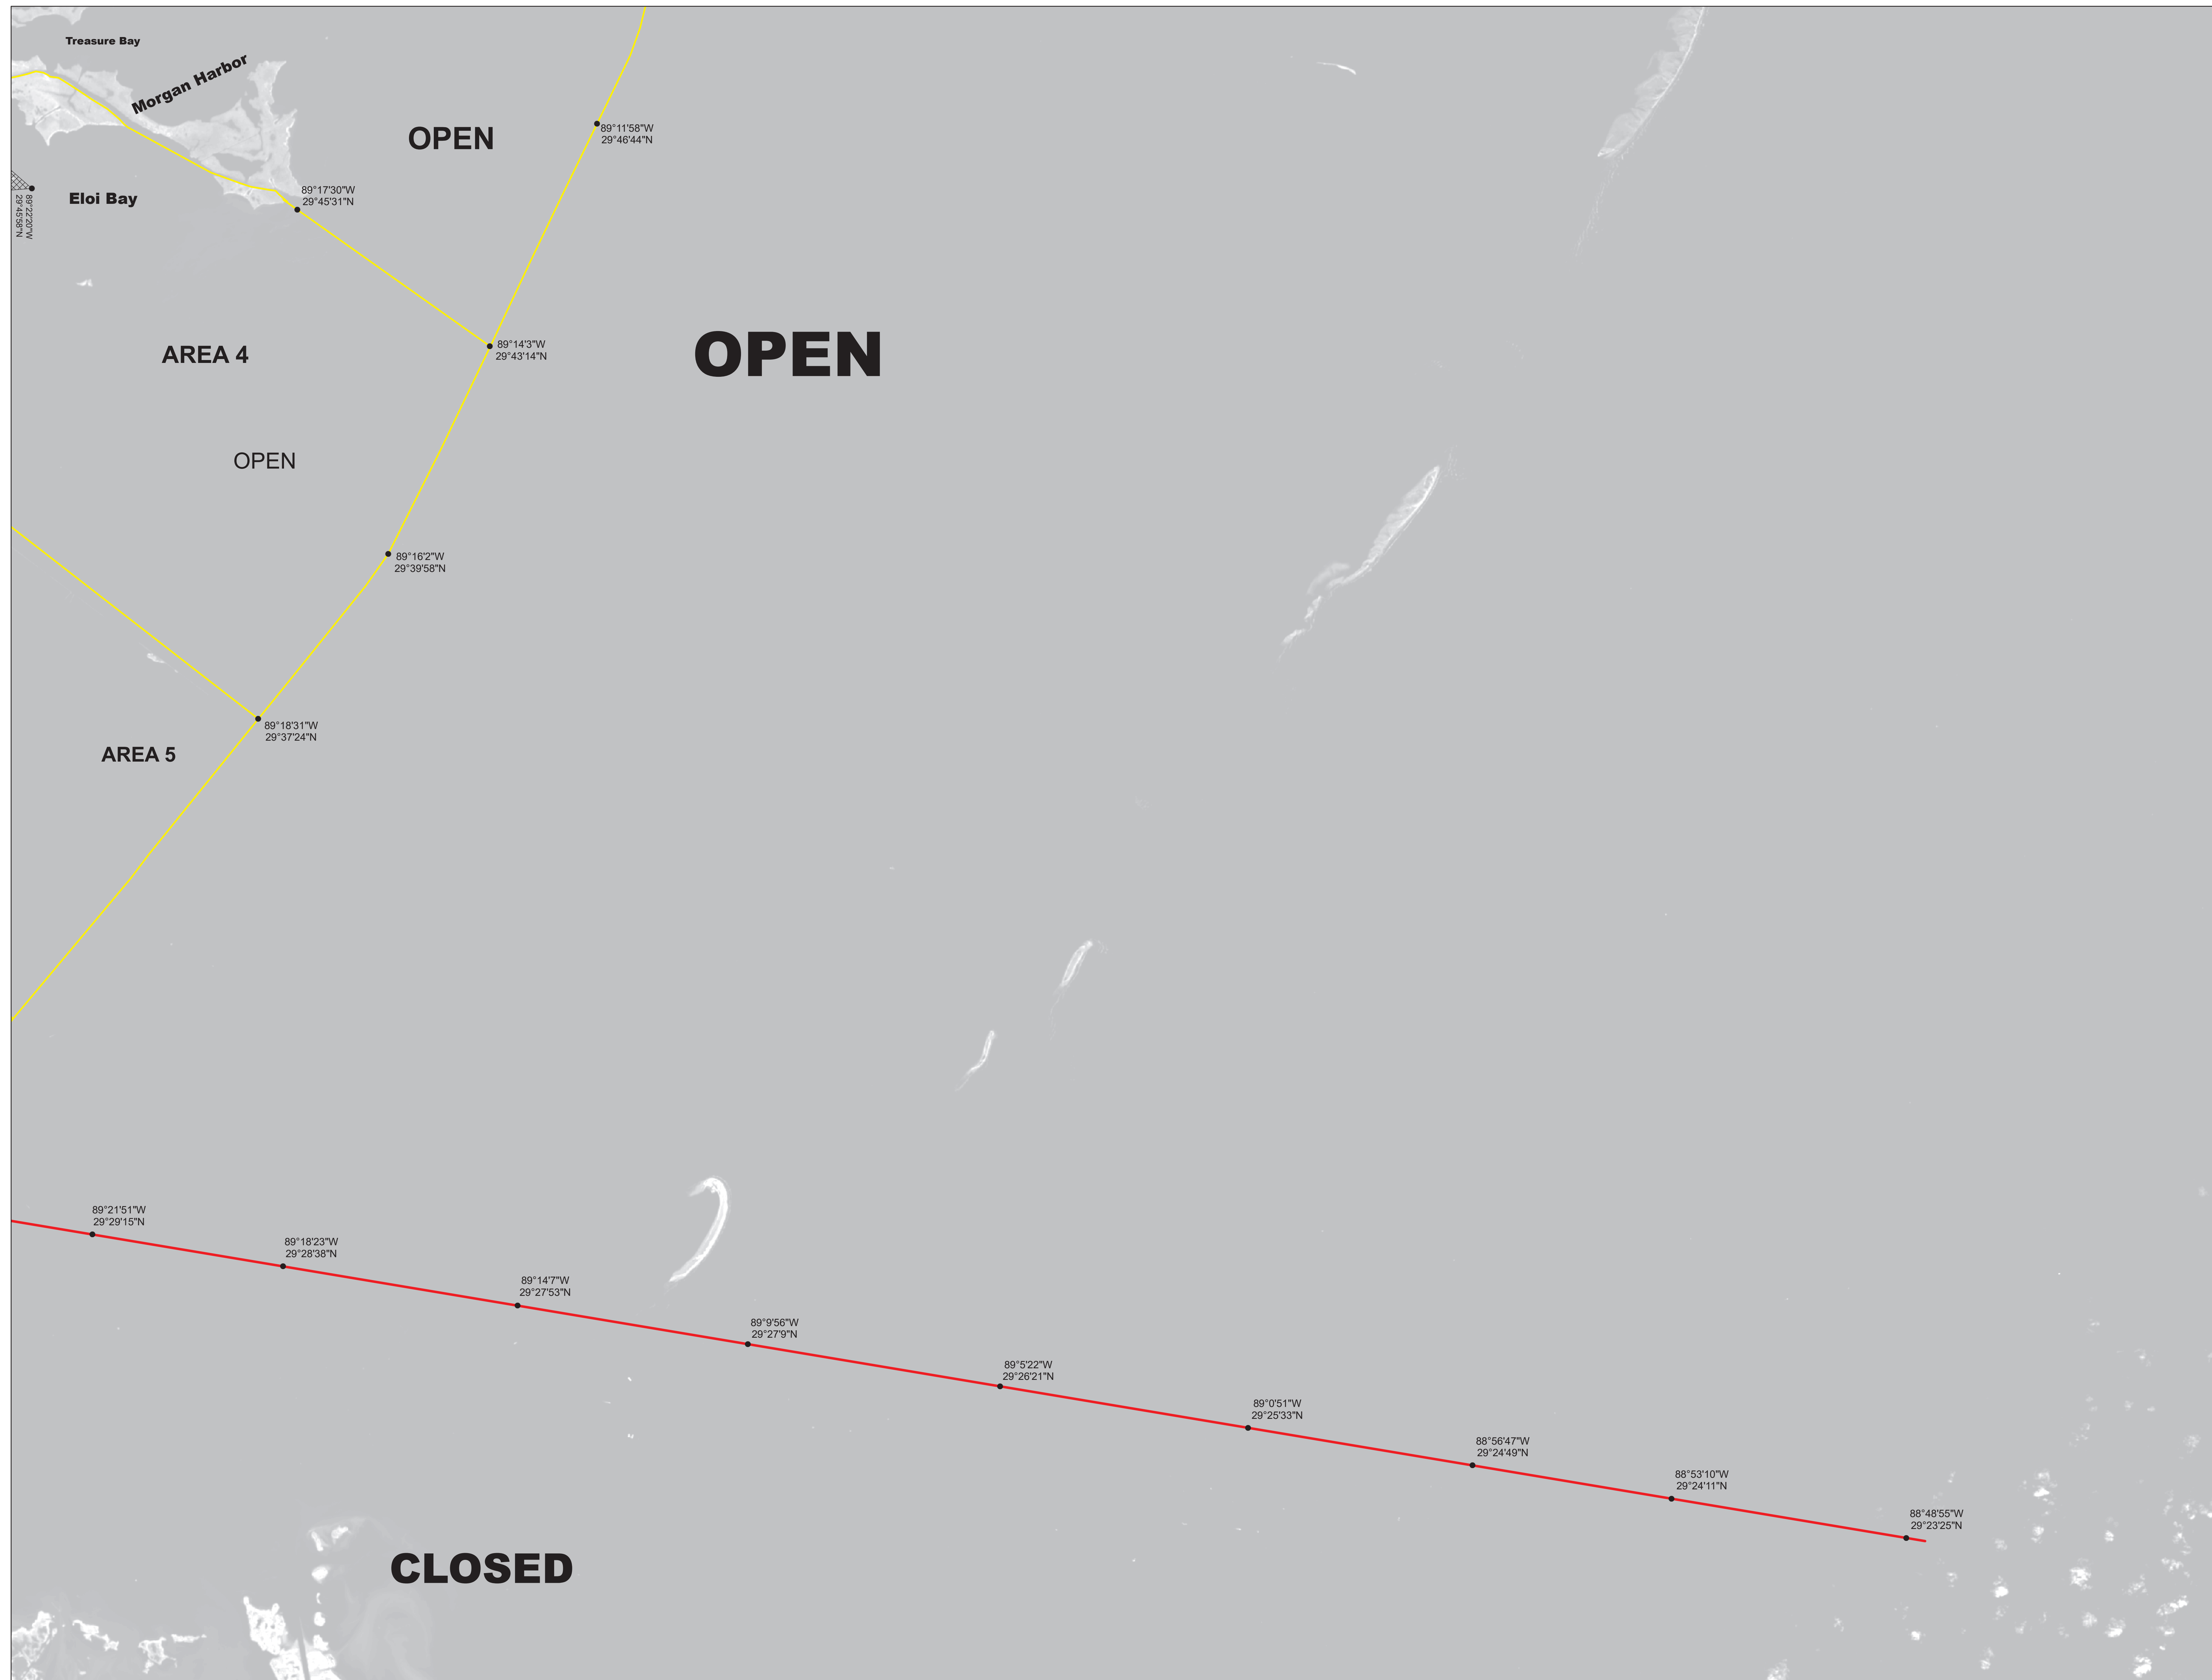 Treasure Bay
Morgan Harbor
OPEN
89°11'58"W
29°46'44"N
89°17'30"W
29°45'31"N
Eloi Bay
89°22'20"W
29°45'58"N
89°14'3"W
29°43'14"N
OPEN
AREA 4
OPEN
89°16'2"W
29°39'58"N
89°18'31"W
29°37'24"N
AREA 5
89°21'51"W
29°29'15"N
89°18'23"W
29°28'38"N
89°14'7"W
29°27'53"N
89°9'56"W
29°27'9"N
89°5'22"W
29°26'21"N
89°0'51"W
29°25'33"N
88°56'47"W
29°24'49"N
88°53'10"W
29°24'11"N
88°48'55"W
29°23'25"N
CLOSED